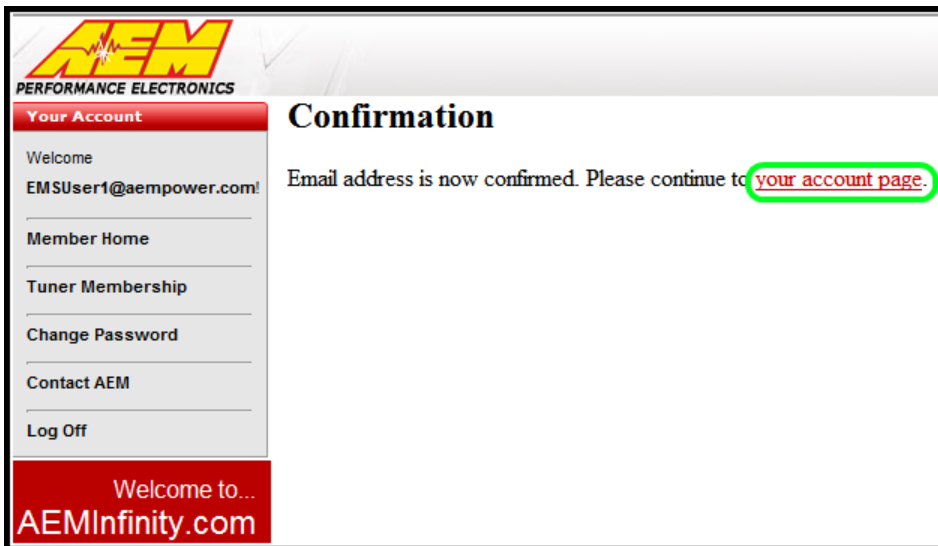 AEM
PERFORMANCE ELECTRONICS
Your Account
Welcome
EMSUser1@aempower.com!
Member Home
Tuner Membership
Change Password
Contact AEM
Log Off
Welcome to...
AEMInfinity.com
Confirmation
Email address is now confirmed. Please continue to your account page.